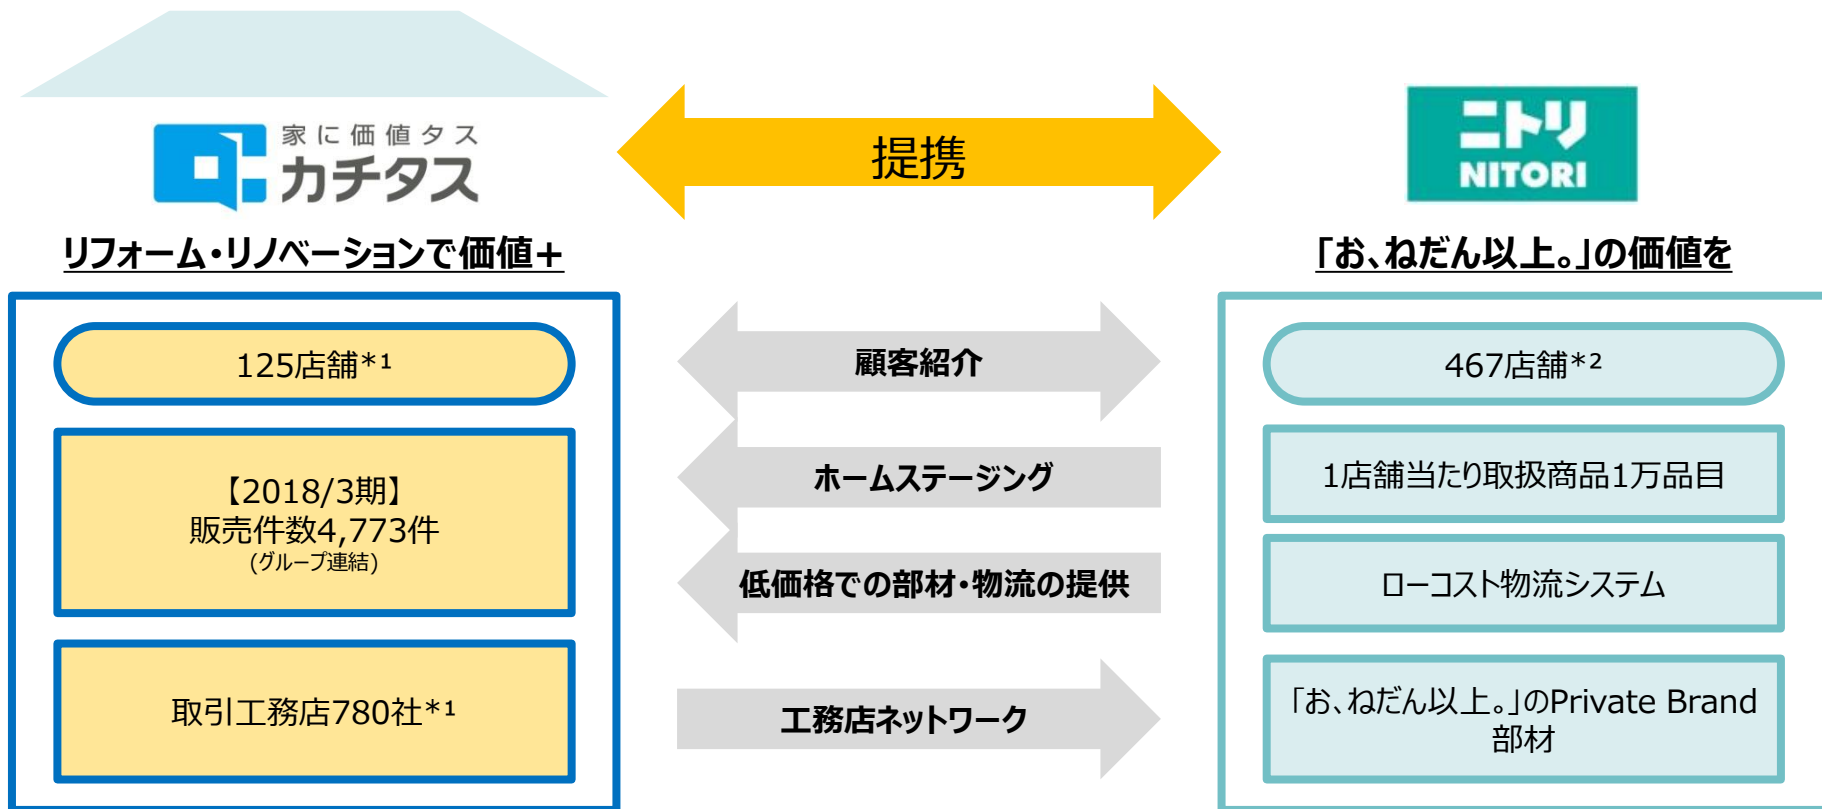 家に価値タス
カチタス
提携
ニトリ
NITORI
リフォーム・リノベーションで価値+
「お、ねだん以上。」の価値を
125店舗*1
顧客紹介
467店舗*2
【2018/3期】
販売件数4,773件
(グループ連結)
ホームステージング
1店舗当たり取扱商品1万品目
低価格での部材・物流の提供
ローコスト物流システム
取引工務店780社*1
工務店ネットワーク
「お、ねだん以上。」のPrivate Brand
部材